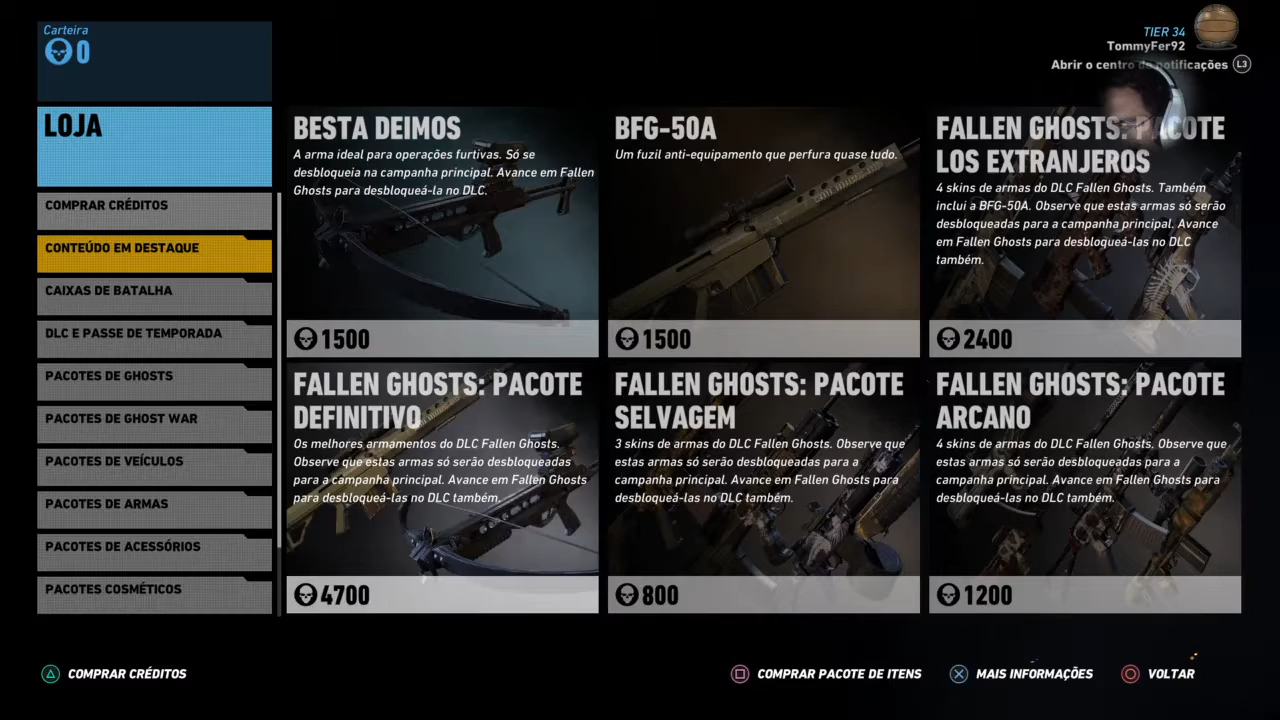 Carteira
0
TIER 34
TommyFer92
Abrir o centro de notificações L3
LOJA
COMPRAR CRÉDITOS
CONTEÚDO EM DESTAQUE
CAIXAS DE BATALHA
DLC E PASSE DE TEMPORADA
PACOTES DE GHOSTS
PACOTES DE GHOST WAR
PACOTES DE VEÍCULOS
PACOTES DE ARMAS
PACOTES DE ACESSÓRIOS
PACOTES COSMÉTICOS
BESTA DEIMOS
A arma ideal para operações furtivas. Só se
desbloqueia na campanha principal. Avance em Fallen
Ghosts para desbloqueá-la no DLC.
1500
BFG-50A
Um fuzil anti-equipamento que perfura quase tudo.
1500
FALLEN GHOSTS: PACOTE
LOS EXTRANJEROS
4 skins de armas do DLC Fallen Ghosts. Também
inclui a BFG-50A. Observe que estas armas só serão
desbloqueadas para a campanha principal. Avance
em Fallen Ghosts para desbloqueá-las no DLC
também.
2400
FALLEN GHOSTS: PACOTE
DEFINITIVO
Os melhores armamentos do DLC Fallen Ghosts.
Observe que estas armas só serão desbloqueadas
para a campanha principal. Avance em Fallen Ghosts
para desbloqueá-las no DLC também.
4700
FALLEN GHOSTS: PACOTE
SELVAGEM
3 skins de armas do DLC Fallen Ghosts. Observe que
estas armas só serão desbloqueadas para a
campanha principal. Avance em Fallen Ghosts para
desbloqueá-las no DLC também.
800
FALLEN GHOSTS: PACOTE
ARCANO
4 skins de armas do DLC Fallen Ghosts. Observe que
estas armas só serão desbloqueadas para a
campanha principal. Avance em Fallen Ghosts para
desbloqueá-las no DLC também.
1200
COMPRAR CRÉDITOS
COMPRAR PACOTE DE ITENS
MAIS INFORMAÇÕES
VOLTAR